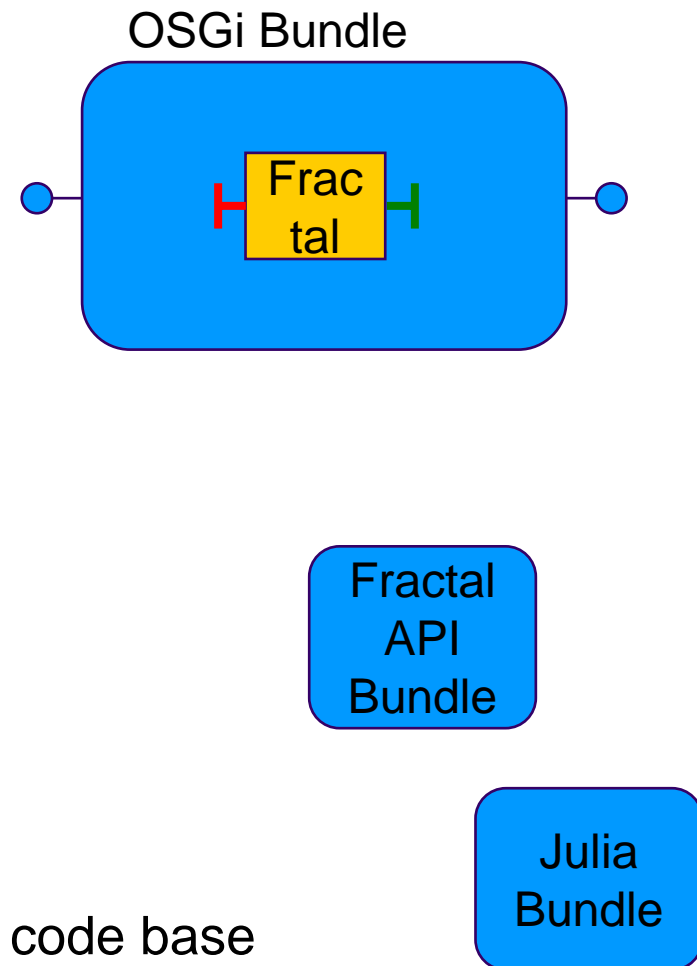 OSGi Bundle
Frac
tal
Fractal
API
Bundle
Julia
Bundle
code base